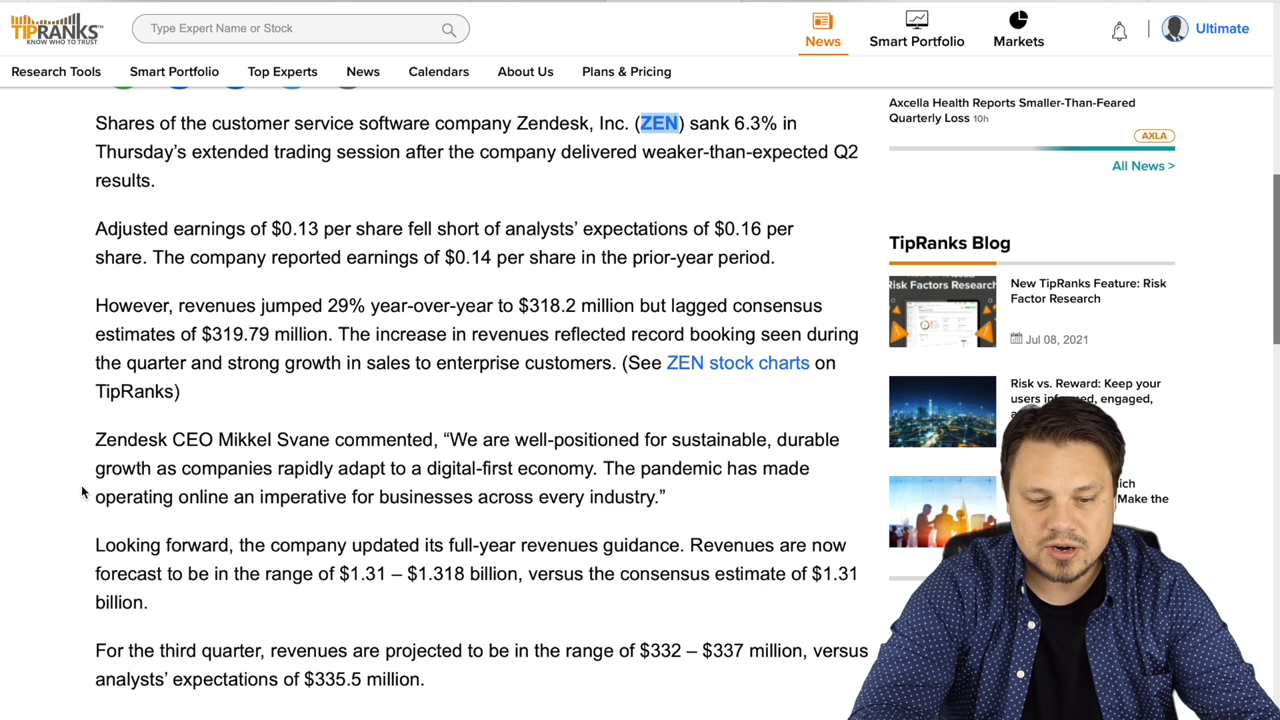 TIPRANKS™
KNOW WHO TO TRUST
Type Expert Name or Stock
News
Smart Portfolio
Markets
Ultimate
Research Tools
Smart Portfolio
Top Experts
News
Calendars
About Us
Plans & Pricing
Shares of the customer service software company Zendesk, Inc. (ZEN) sank 6.3% in
Thursday’s extended trading session after the company delivered weaker-than-expected Q2
results.
Adjusted earnings of $0.13 per share fell short of analysts’ expectations of $0.16 per
share. The company reported earnings of $0.14 per share in the prior-year period.
However, revenues jumped 29% year-over-year to $318.2 million but lagged consensus
estimates of $319.79 million. The increase in revenues reflected record booking seen during
the quarter and strong growth in sales to enterprise customers. (See ZEN stock charts on
TipRanks)
Zendesk CEO Mikkel Svane commented, “We are well-positioned for sustainable, durable
growth as companies rapidly adapt to a digital-first economy. The pandemic has made
operating online an imperative for businesses across every industry.”
Looking forward, the company updated its full-year revenues guidance. Revenues are now
forecast to be in the range of $1.31 – $1.318 billion, versus the consensus estimate of $1.31
billion.
For the third quarter, revenues are projected to be in the range of $332 – $337 million, versus
analysts’ expectations of $335.5 million.
Axcella Health Reports Smaller-Than-Feared
Quarterly Loss 10h
AXLA
All News >
TipRanks Blog
Risk Factors Research
New TipRanks Feature: Risk
Factor Research
Jul 08, 2021
Risk vs. Reward: Keep your
users informed, engaged,
Make the